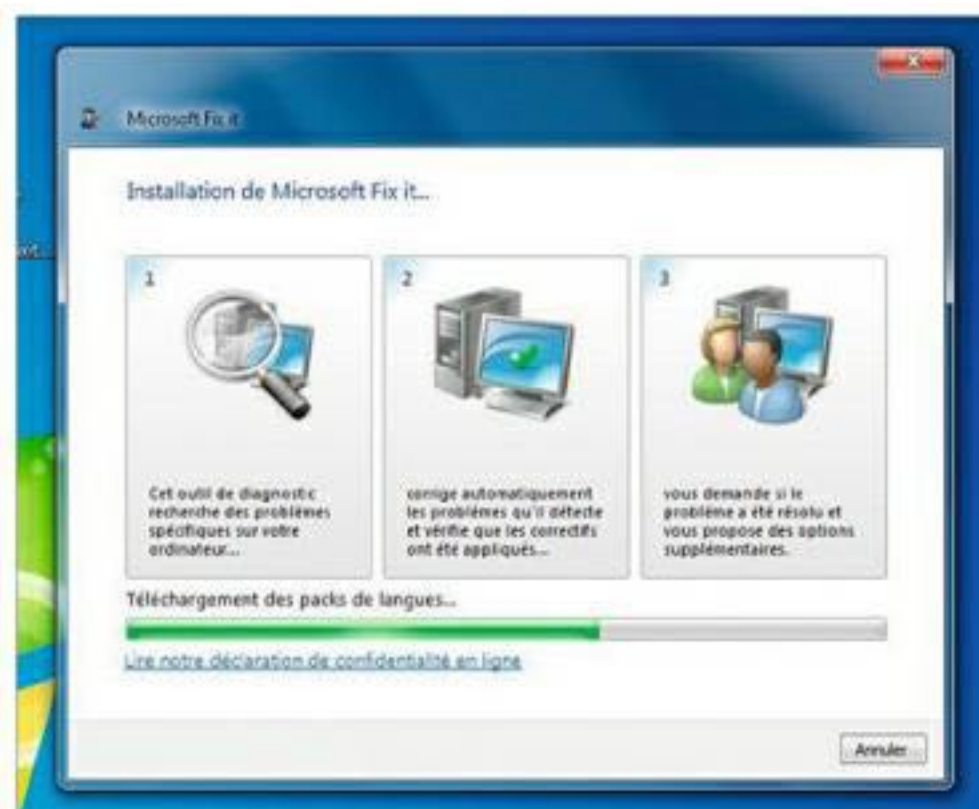 Microsoft Fix it
Installation de Microsoft Fix it...
1
2
3
Cet outil de diagnostic
recherche des problèmes
spécifiques sur votre
ordinateur...
corrige automatiquement
les problèmes qu'il détecte
et vérifie que les correctifs
ont été appliqués...
vous demande si le
problème a été résolu et
vous propose des options
supplémentaires.
Téléchargement des packs de langues...
Lire notre déclaration de confidentialité en ligne
Annuler